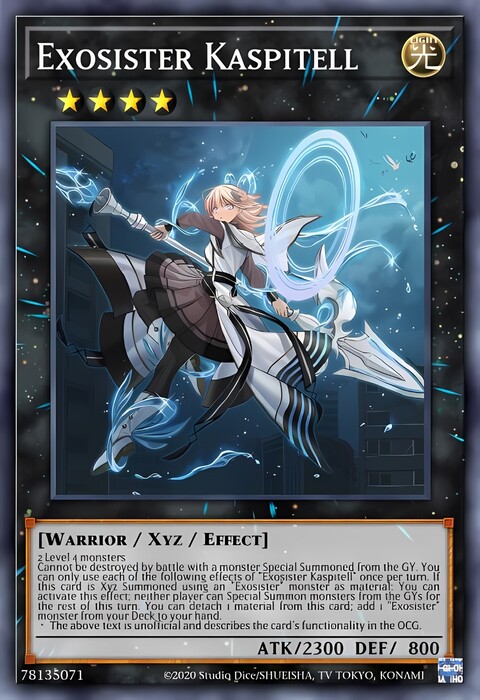 EXOSISTER KASPITELL
LIGHT
光
[WARRIOR / XYZ / EFFECT]
2 Level 4 monsters
Cannot be destroyed by battle with a monster Special Summoned from the GY. You
can only use each of the following effects of "Exosister Kaspitell" once per turn. If
this card is Xyz Summoned using an "Exosister" monster as material: You can
activate this effect; neither player can Special Summon monsters from the GYs for
the rest of this turn. You can detach 1 material from this card; add 1 "Exosister"
monster from your Deck to your hand.
* The above text is unofficial and describes the card's functionality in the OCG.
ATK/2300 DEF/ 800
78135071
©2020 Studio Dice/SHUEISHA, TV TOKYO, KONAMI